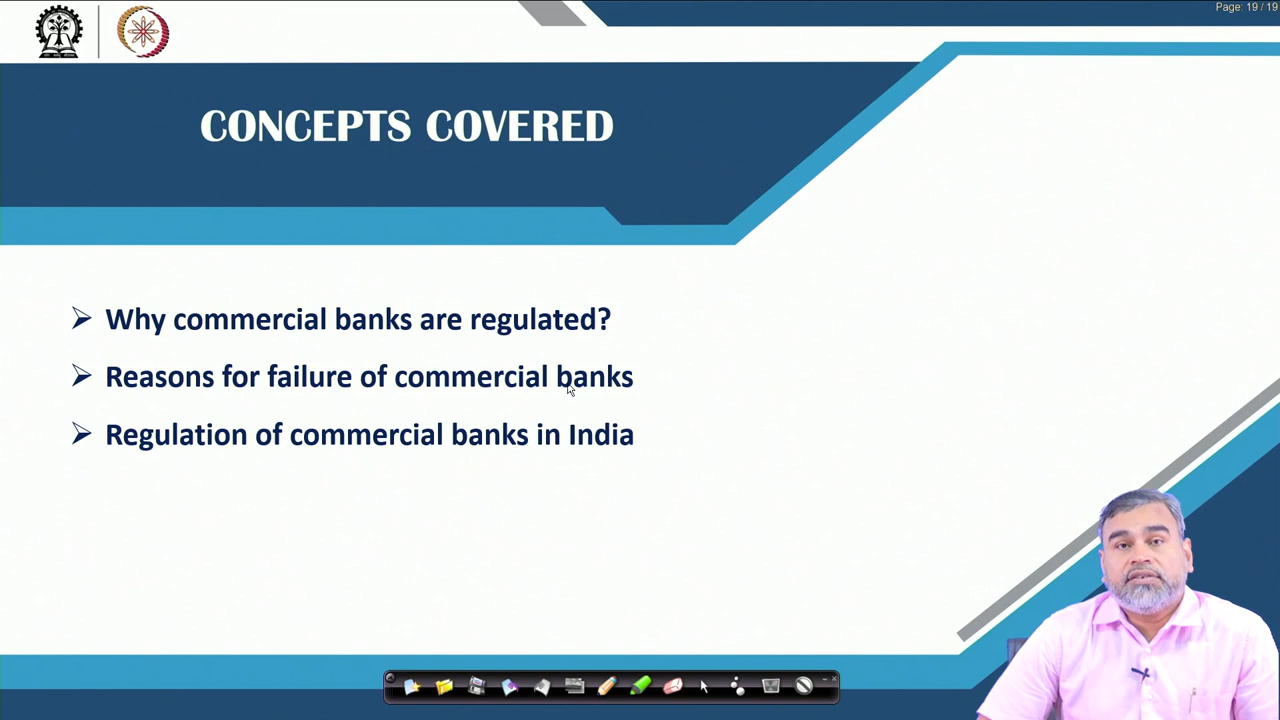 Page: 19 / 19
CONCEPTS COVERED
Why commercial banks are regulated?
Reasons for failure of commercial banks
Regulation of commercial banks in India